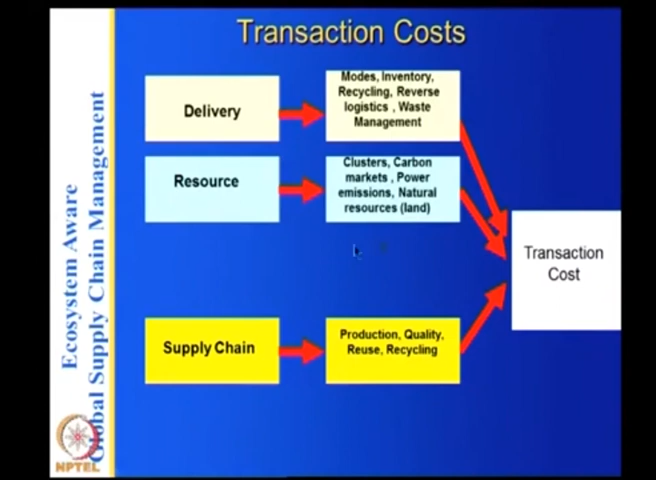 Transaction Costs
Delivery
Modes, Inventory,
Recycling, Reverse
logistics , Waste
Management
Resource
Clusters, Carbon
markets , Power
emissions, Natural
resources (land)
Transaction
Cost
Supply Chain
Production, Quality,
Reuse, Recycling
Ecosystem Aware
Global Supply Chain Management
NPTEL